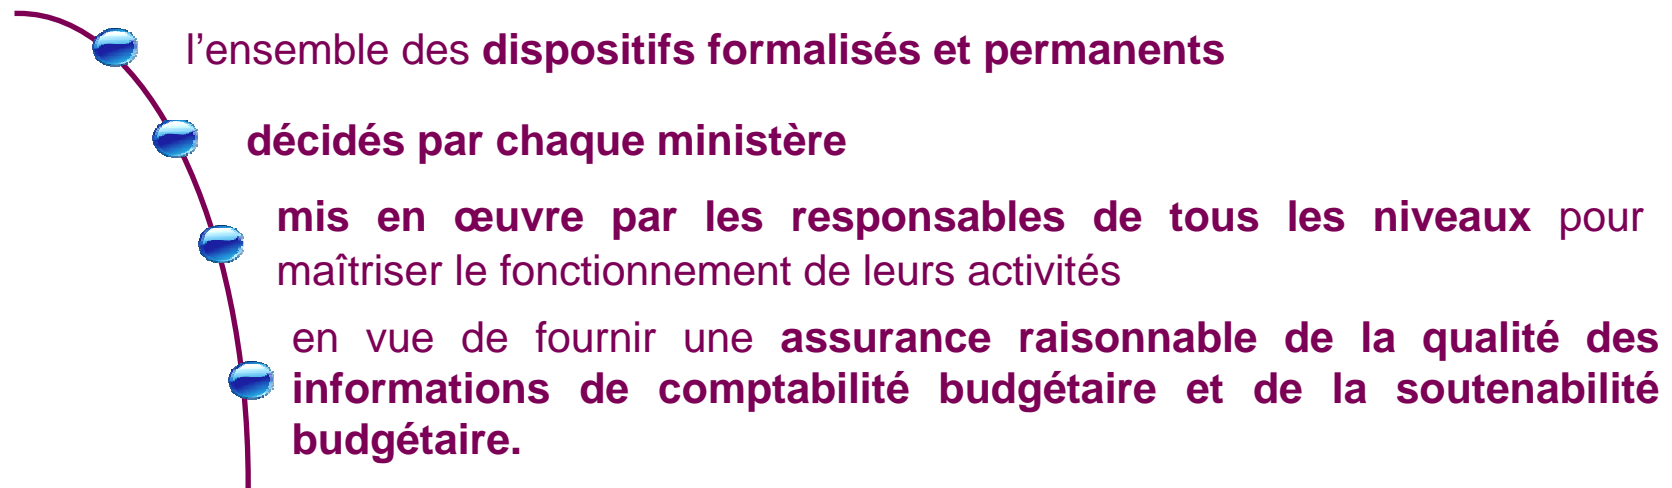 l’ensemble des dispositifs formalisés et permanents
décidés par chaque ministère
mis en œuvre par les responsables de tous les niveaux pour
maîtriser le fonctionnement de leurs activités
en vue de fournir une assurance raisonnable de la qualité des
informations de comptabilité budgétaire et de la soutenabilité
budgétaire.